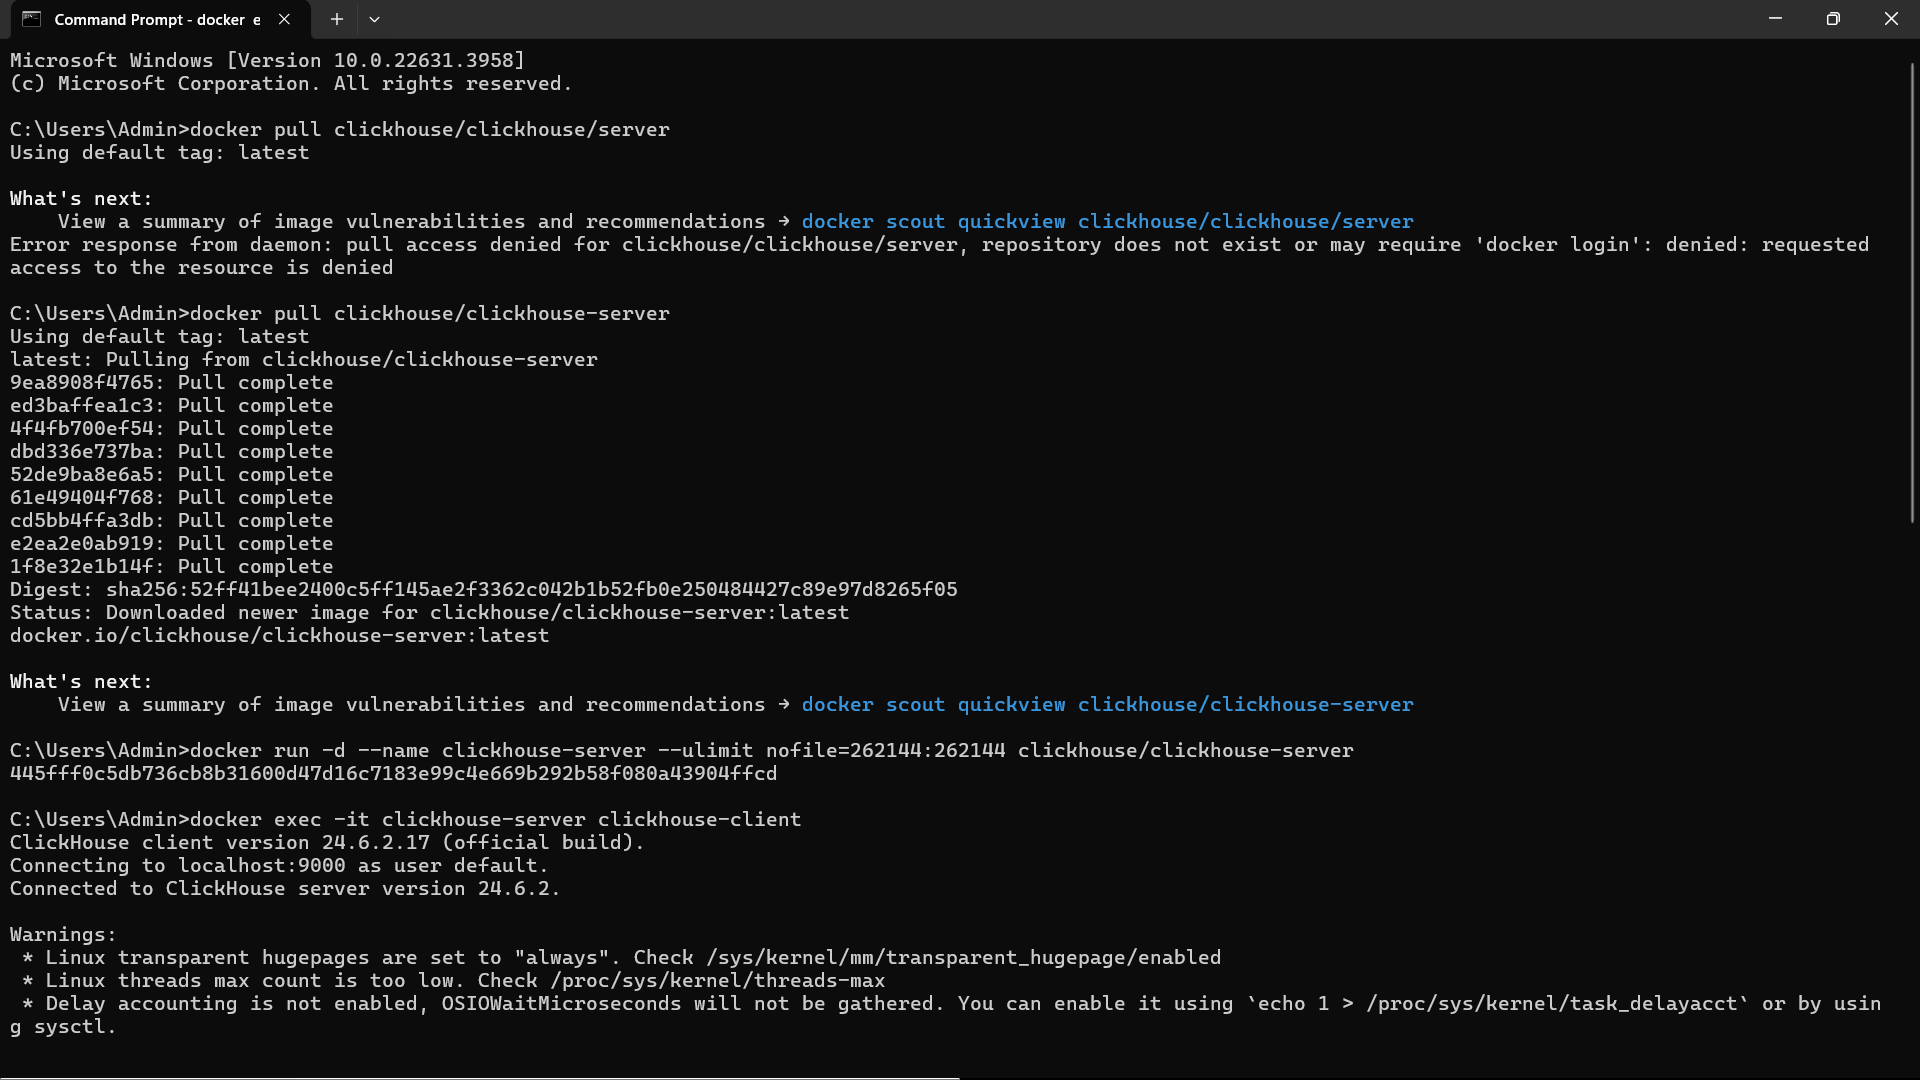 Command Prompt - docker e
Microsoft Windows [Version 10.0.22631.3958]
(c) Microsoft Corporation. All rights reserved.
C:\Users\Admin>docker pull clickhouse/clickhouse/server
Using default tag: latest
What's next:
View a summary of image vulnerabilities and recommendations → docker scout quickview clickhouse/clickhouse/server
Error response from daemon: pull access denied for clickhouse/clickhouse/server, repository does not exist or may require 'docker login': denied: requested
access to the resource is denied
C:\Users\Admin>docker pull clickhouse/clickhouse-server
Using default tag: latest
latest: Pulling from clickhouse/clickhouse-server
9ea8908f4765: Pull complete
ed3baffea1c3: Pull complete
4f4fb700ef54: Pull complete
dbd336e737ba: Pull complete
52de9ba8e6a5: Pull complete
61e49404f768: Pull complete
cd5bb4ffa3db: Pull complete
e2ea2e0ab919: Pull complete
1f8e32e1b14f: Pull complete
Digest: sha256:52ff41bee2400c5ff145ae2f3362c042b1b52fb0e250484427c89e97d8265f05
Status: Downloaded newer image for clickhouse/clickhouse-server:latest
docker.io/clickhouse/clickhouse-server:latest
What's next:
View a summary of image vulnerabilities and recommendations → docker scout quickview clickhouse/clickhouse-server
C:\Users\Admin>docker run -d --name clickhouse-server --ulimit nofile=262144:262144 clickhouse/clickhouse-server
445fff0c5db736cb8b31600d47d16c7183e99c4e669b292b58f080a43904ffcd
C:\Users\Admin>docker exec -it clickhouse-server clickhouse-client
ClickHouse client version 24.6.2.17 (official build).
Connecting to localhost:9000 as user default.
Connected to ClickHouse server version 24.6.2.
Warnings:
* Linux transparent hugepages are set to "always". Check /sys/kernel/mm/transparent_hugepage/enabled
* Linux threads max count is too low. Check /proc/sys/kernel/threads-max
* Delay accounting is not enabled, OSIOWaitMicroseconds will not be gathered. You can enable it using `echo 1 > /proc/sys/kernel/task_delayacct` or by usin
g sysctl.